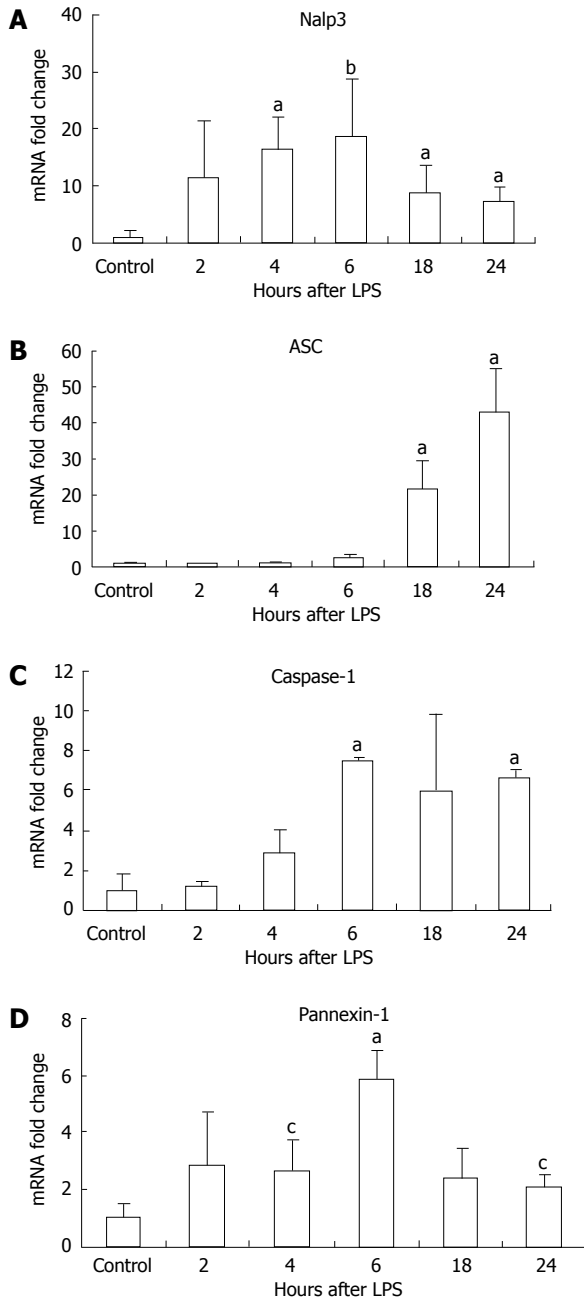 A
Nalp3
mRNA fold change
40
30
20
10
0
a
b
a
a
Control 2 4 6 18 24
Hours after LPS
B
ASC
mRNA fold change
60
50
40
30
20
10
0
a
a
Control 2 4 6 18 24
Hours after LPS
C
Caspase-1
mRNA fold change
12
10
8
6
4
2
0
a
a
Control 2 4 6 18 24
Hours after LPS
D
Pannexin-1
mRNA fold change
8
6
4
2
0
c
a
c
Control 2 4 6 18 24
Hours after LPS